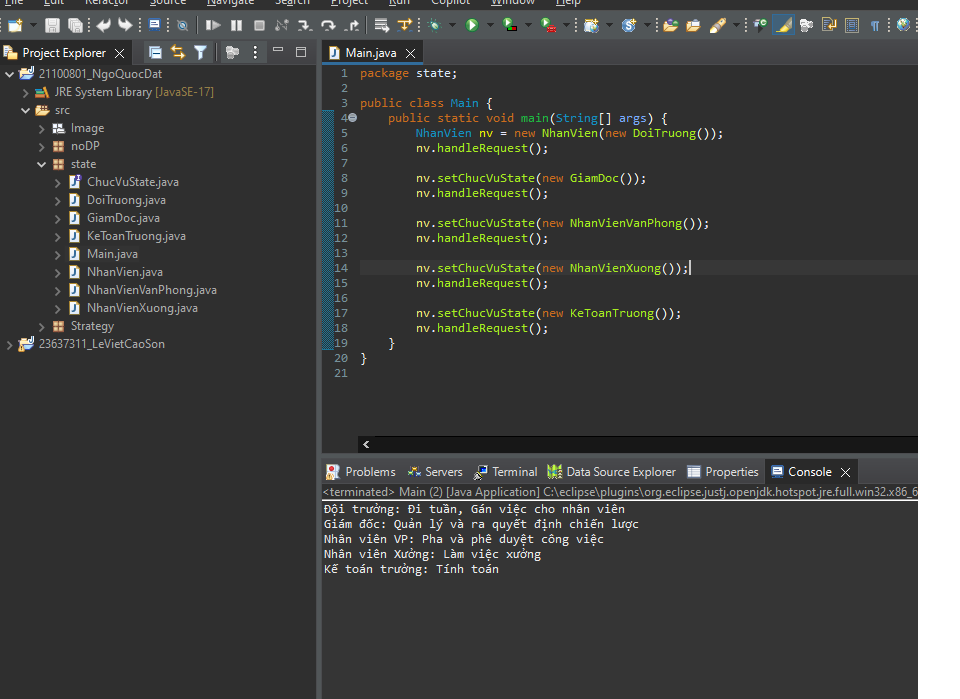 File Edit Refactor Source Navigate Search Project Run Copilot Window Help
Project Explorer
21100801_NgoQuocDat
JRE System Library [JavaSE-17]
src
Image
noDP
state
ChucVuState.java
DoiTruong.java
GiamDoc.java
KeToanTruong.java
Main.java
NhanVien.java
NhanVienVanPhong.java
NhanVienXuong.java
Strategy
23637311_LeVietCaoSon
Main.java
1 package state;
2
3 public class Main {
4 public static void main(String[] args) {
5 NhanVien nv = new NhanVien(new DoiTruong());
6 nv.handleRequest();
7
8 nv.setChucVuState(new GiamDoc());
9 nv.handleRequest();
10
11 nv.setChucVuState(new NhanVienVanPhong());
12 nv.handleRequest();
13
14 nv.setChucVuState(new NhanVienXuong());
15 nv.handleRequest();
16
17 nv.setChucVuState(new KeToanTruong());
18 nv.handleRequest();
19 }
20 }
21
Problems Servers Terminal Data Source Explorer Properties Console
<terminated> Main (2) [Java Application] C:\eclipse\plugins\org.eclipse.justj.openjdk.hotspot.jre.full.win32.x86_6
Đội trưởng: Đi tuần, Gán việc cho nhân viên
Giám đốc: Quản lý và ra quyết định chiến lược
Nhân viên VP: Pha và phê duyệt công việc
Nhân viên Xưởng: Làm việc xưởng
Kế toán trưởng: Tính toán